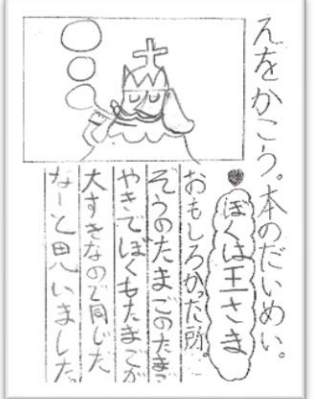 えをかこう。本のだいめい。
ぼくは王さま
おもしろかった所。
ぞうのたまごのたまご
やきでぼくもたまごが
大すきなので同じだ
なーと思いました